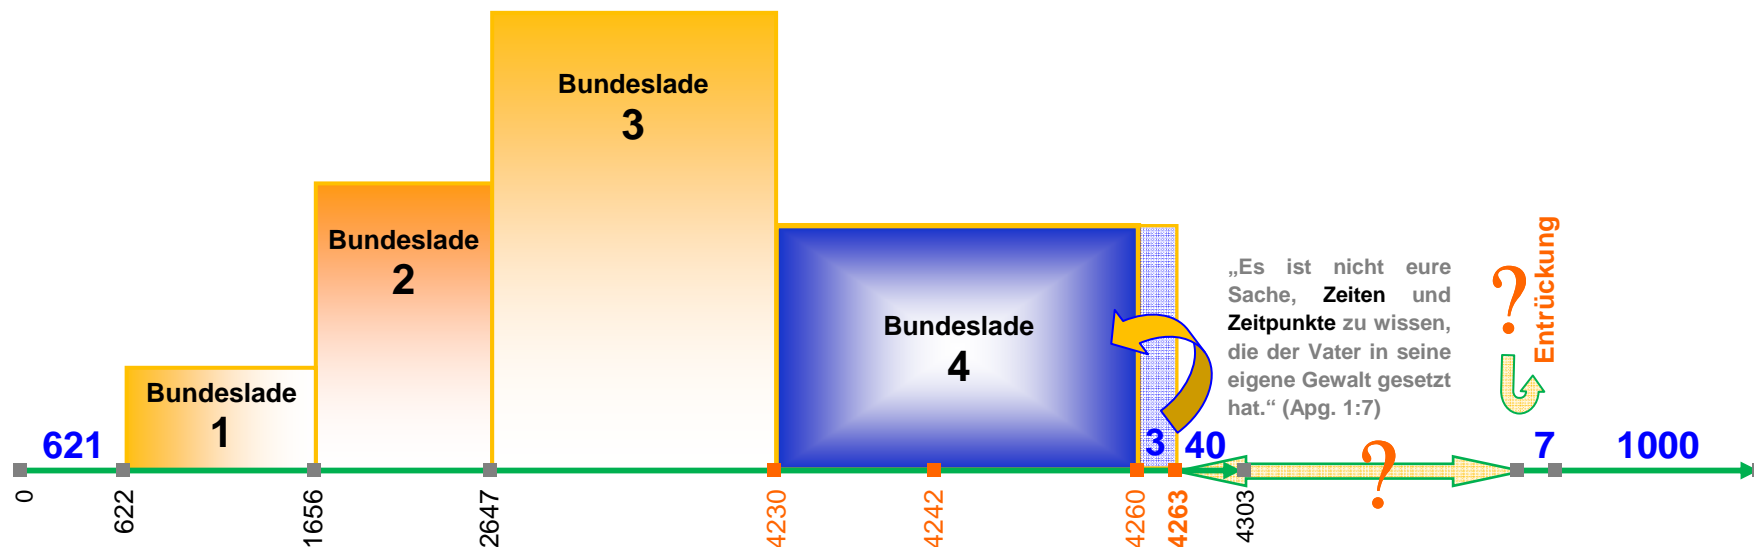 Bundeslade
3
Bundeslade
2
Bundeslade
1
Bundeslade
4
„Es ist nicht eure
Sache, Zeiten und
Zeitpunkte zu wissen,
die der Vater in seine
eigene Gewalt gesetzt
hat.“ (Apg. 1:7)
?
Entrückung
621
3
40
?
7
1000
0
622
1656
2647
4230
4242
4260
4263
4303